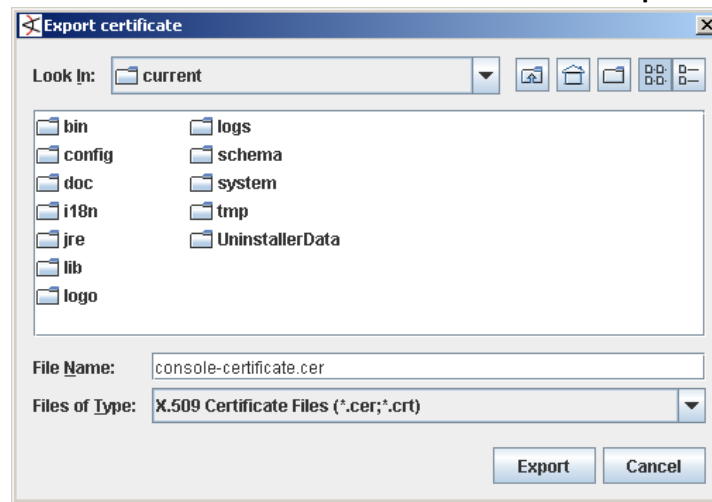 Export certificate
Look In: current
bin
config
doc
i18n
jre
lib
logo
logs
schema
system
tmp
UninstallerData
File Name: console-certificate.cer
Files of Type: X.509 Certificate Files (*.cer;*.crt)
Export Cancel